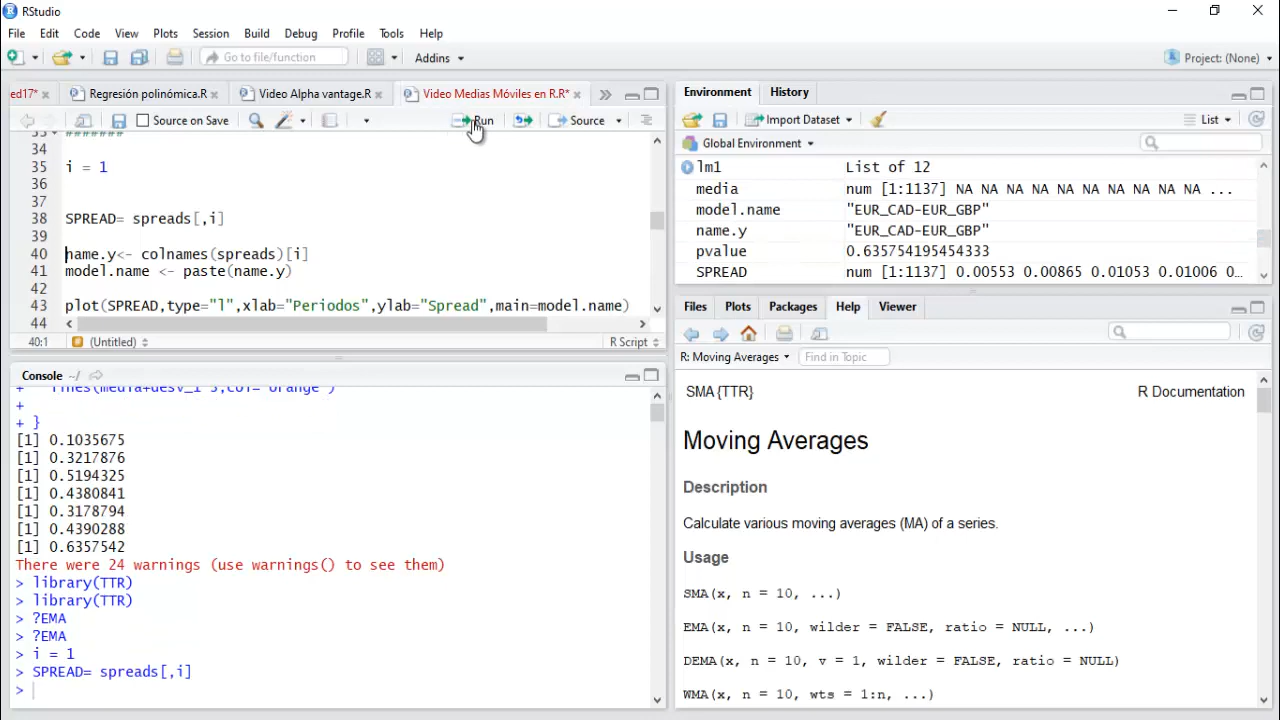 RStudio
File Edit Code View Plots Session Build Debug Profile Tools Help
Go to file/function Addins Project: (None)
ed17* Regresión polinómica.R Video Alpha vantage.R Video Medias Móviles en R.R*
Source on Save Run Source
33 #######
34
35 i = 1
36
37
38 SPREAD= spreads[,i]
39
40 name.y<- colnames(spreads)[i]
41 model.name <- paste(name.y)
42
43 plot(SPREAD,type="l",xlab="Periodos",ylab="Spread",main=model.name)
44
40:1 (Untitled) R Script
Console ~/
+ lines(media+desv_1*3,col="orange")
+
+ }
[1] 0.1035675
[1] 0.3217876
[1] 0.5194325
[1] 0.4380841
[1] 0.3178794
[1] 0.4390288
[1] 0.6357542
There were 24 warnings (use warnings() to see them)
> library(TTR)
> library(TTR)
> ?EMA
> ?EMA
> i = 1
> SPREAD= spreads[,i]
>
Environment History
Import Dataset List
Global Environment
lm1 List of 12
media num [1:1137] NA NA NA NA NA NA NA NA NA NA ...
model.name "EUR_CAD-EUR_GBP"
name.y "EUR_CAD-EUR_GBP"
pvalue 0.635754195454333
SPREAD num [1:1137] 0.00553 0.00865 0.01053 0.01006 0…
Files Plots Packages Help Viewer
R: Moving Averages Find in Topic
SMA {TTR} R Documentation
Moving Averages
Description
Calculate various moving averages (MA) of a series.
Usage
SMA(x, n = 10, ...)
EMA(x, n = 10, wilder = FALSE, ratio = NULL, ...)
DEMA(x, n = 10, v = 1, wilder = FALSE, ratio = NULL)
WMA(x, n = 10, wts = 1:n, ...)